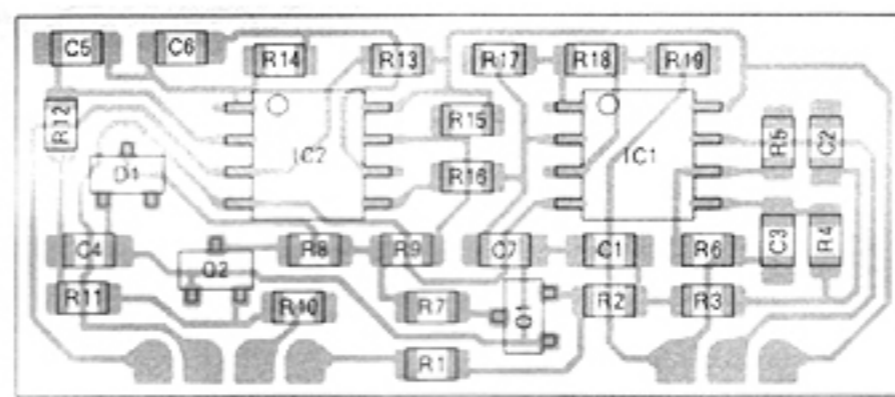 C5 C6 R14 R13 R17 R18 R19
R12 IC2 R15 IC1 R5 C2
D1 R16
C4 R8 R9 C7 C1 R6 C3 R4
Q2
R11 R10 R7 Q1 R2 R3
R1